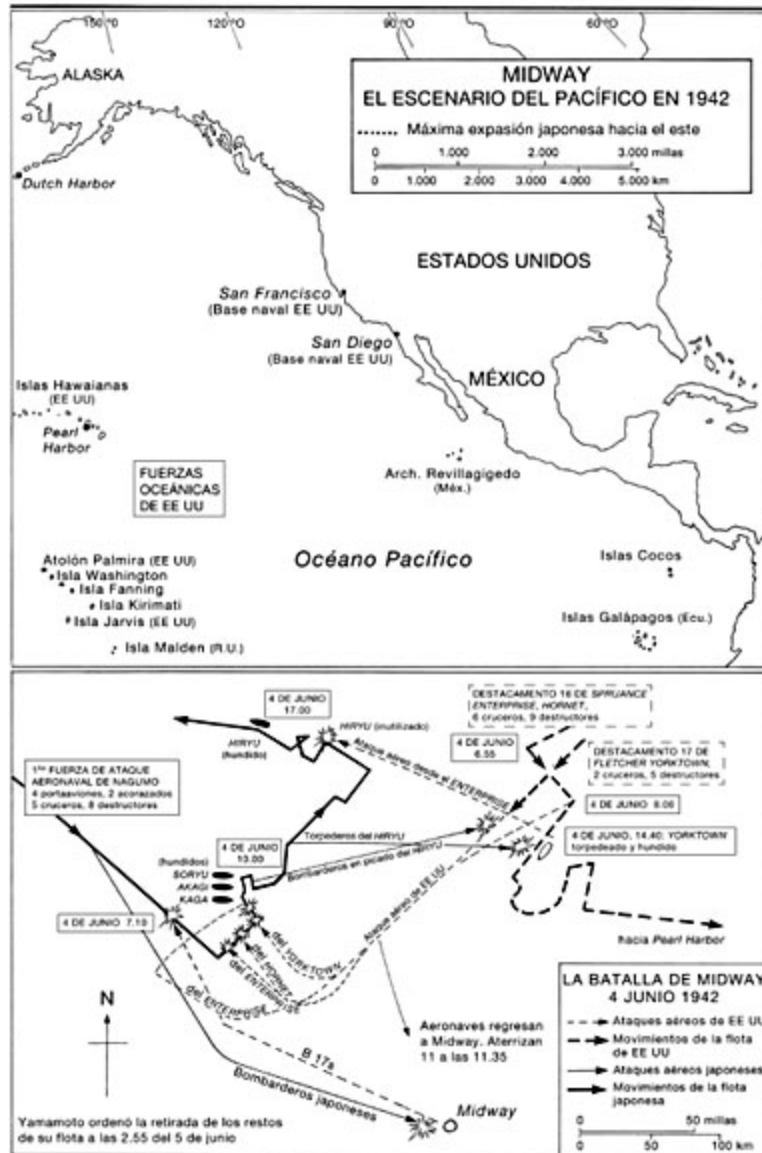 150°O
120°O
90°O
60°O
ALASKA
MIDWAY
EL ESCENARIO DEL PACÍFICO EN 1942
Máxima expasión japonesa hacia el este
0 1.000 2.000 3.000 millas
0 1.000 2.000 3.000 4.000 5.000 km
Dutch Harbor
ESTADOS UNIDOS
San Francisco
(Base naval EE UU)
San Diego
(Base naval EE UU)
MÉXICO
Islas Hawaianas
(EE UU)
Pearl
Harbor
Arch. Revillagigedo
(Méx.)
FUERZAS
OCEÁNICAS
DE EE UU
Océano Pacífico
Islas Cocos
Atolón Palmira (EE UU)
Isla Washington
Isla Fanning
Isla Kirimati
Isla Jarvis (EE UU)
Isla Malden (R.U.)
Islas Galápagos (Ecu.)
4 DE JUNIO
17.00
HIRYU
(hundido)
HIRYU (inutilizado)
DESTACAMENTO 16 DE SPRUANCE
ENTERPRISE, HORNET,
6 cruceros, 9 destructores
4 DE JUNIO
6.55
DESTACAMENTO 17 DE
FLETCHER YORKTOWN;
2 cruceros, 5 destructores
1ra FUERZA DE ATAQUE
AERONAVAL DE NAGUMO
4 portaaviones, 2 acorazados
5 cruceros, 8 destructores
Ataque aéreo desde el ENTERPRISE
4 DE JUNIO
4 DE JUNIO
13.00
Torpederos del HIRYU
Bombarderos en picado del HIRYU
4 DE JUNIO, 14.40; YORKTOWN
torpedeado y hundido
(hundidos)
SORYU
AKAGI
KAGA
4 DE JUNIO 7.10
Ataque aéreo de EE UU
del YORKTOWN
del HORNET
del ENTERPRISE
del ENTERPRISE
hacia Pearl Harbor
N
Aeronaves regresan
a Midway. Aterrizan
11 a las 11.35
B 17s
Bombarderos japoneses
Midway
Yamamoto ordenó la retirada de los restos
de su flota a las 2.55 del 5 de junio
LA BATALLA DE MIDWAY
4 JUNIO 1942
Ataques aéreos de EE UU
Movimientos de la flota
de EE UU
Ataques aéreos japoneses
Movimientos de la flota
japonesa
0 50 millas
0 50 100 km